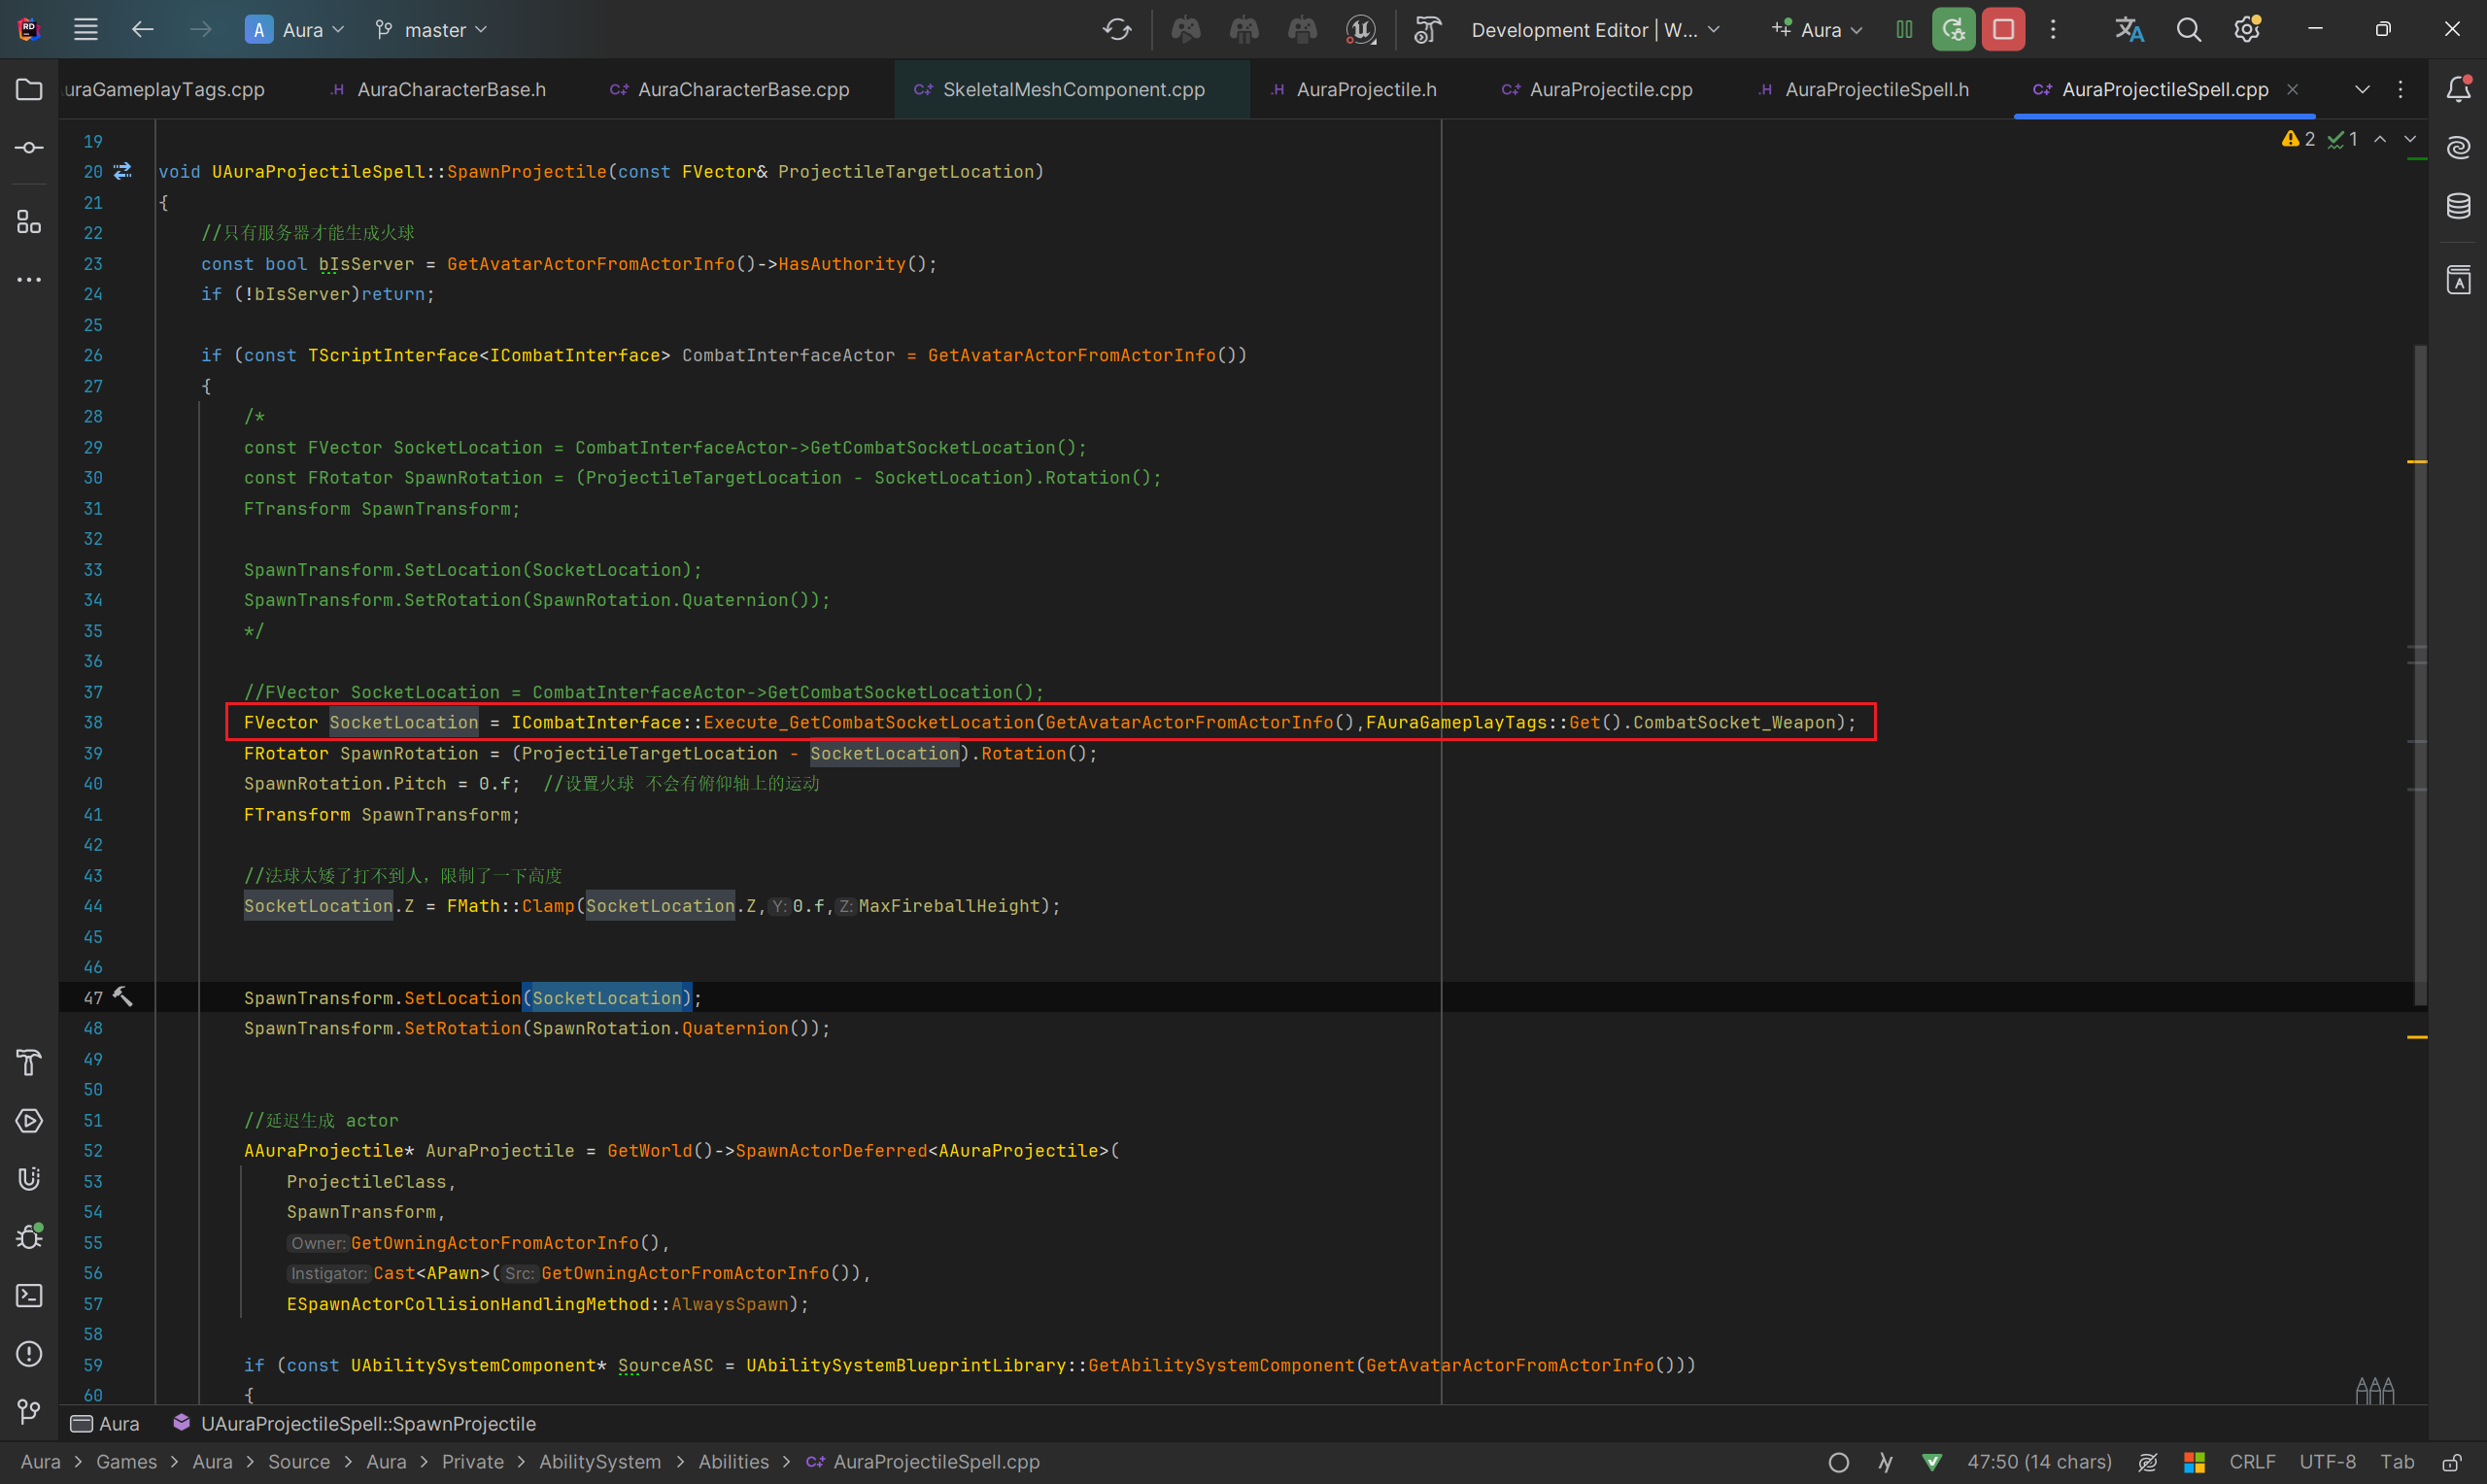 Aura
master
Development Editor | W...
Aura
uraGameplayTags.cpp
AuraCharacterBase.h
AuraCharacterBase.cpp
SkeletalMeshComponent.cpp
AuraProjectile.h
AuraProjectile.cpp
AuraProjectileSpell.h
AuraProjectileSpell.cpp
2 1
19
20 void UAuraProjectileSpell::SpawnProjectile(const FVector& ProjectileTargetLocation)
21 {
22 //只有服务器才能生成火球
23 const bool bIsServer = GetAvatarActorFromActorInfo()->HasAuthority();
24 if (!bIsServer)return;
25
26 if (const TScriptInterface<ICombatInterface> CombatInterfaceActor = GetAvatarActorFromActorInfo())
27 {
28 /*
29 const FVector SocketLocation = CombatInterfaceActor->GetCombatSocketLocation();
30 const FRotator SpawnRotation = (ProjectileTargetLocation - SocketLocation).Rotation();
31 FTransform SpawnTransform;
32
33 SpawnTransform.SetLocation(SocketLocation);
34 SpawnTransform.SetRotation(SpawnRotation.Quaternion());
35 */
36
37 //FVector SocketLocation = CombatInterfaceActor->GetCombatSocketLocation();
38 FVector SocketLocation = ICombatInterface::Execute_GetCombatSocketLocation(GetAvatarActorFromActorInfo(),FAuraGameplayTags::Get().CombatSocket_Weapon);
39 FRotator SpawnRotation = (ProjectileTargetLocation - SocketLocation).Rotation();
40 SpawnRotation.Pitch = 0.f; //设置火球 不会有俯仰轴上的运动
41 FTransform SpawnTransform;
42
43 //法球太矮了打不到人，限制了一下高度
44 SocketLocation.Z = FMath::Clamp(SocketLocation.Z, Y: 0.f, Z: MaxFireballHeight);
45
46
47 SpawnTransform.SetLocation(SocketLocation);
48 SpawnTransform.SetRotation(SpawnRotation.Quaternion());
49
50
51 //延迟生成 actor
52 AAuraProjectile* AuraProjectile = GetWorld()->SpawnActorDeferred<AAuraProjectile>(
53 ProjectileClass,
54 SpawnTransform,
55 Owner: GetOwningActorFromActorInfo(),
56 Instigator: Cast<APawn>( Src: GetOwningActorFromActorInfo()),
57 ESpawnActorCollisionHandlingMethod::AlwaysSpawn);
58
59 if (const UAbilitySystemComponent* SourceASC = UAbilitySystemBlueprintLibrary::GetAbilitySystemComponent(GetAvatarActorFromActorInfo()))
60 {
Aura UAuraProjectileSpell::SpawnProjectile
Aura > Games > Aura > Source > Aura > Private > AbilitySystem > Abilities > AuraProjectileSpell.cpp
47:50 (14 chars) CRLF UTF-8 Tab